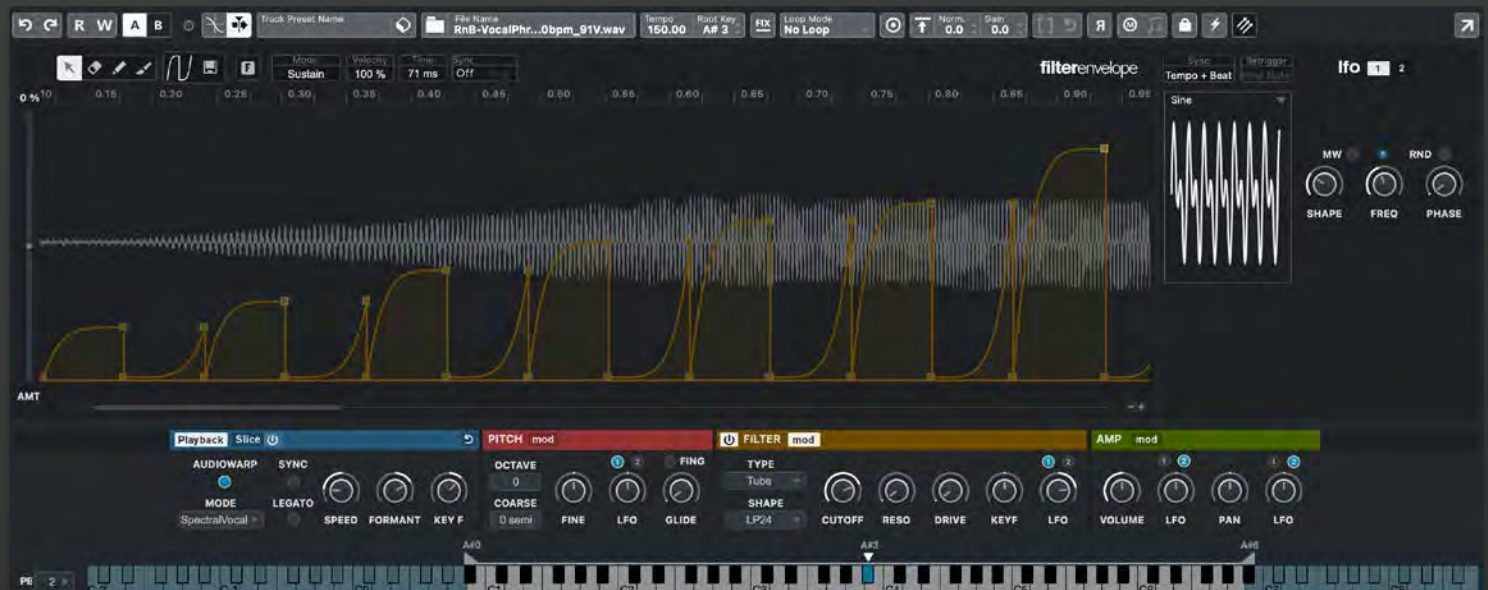 R W A B Track Preset Name File Name Tempo Root Key FIX Loop Mode Norm. Gain
RnB-VocalPhr...0bpm_91V.wav 150.00 A# 3 No Loop 0.0 0.0 R M
Mode Velocity Time Sync filterenvelope Sync Retrigger lfo 1 2
F Sustain 100 % 71 ms Off Tempo + Beat
0 % 10 0.15 0.20 0.25 0.30 0.35 0.40 0.45 0.50 0.55 0.60 0.65 0.70 0.75 0.80 0.85 0.90 0.95
Sine
MW RND
SHAPE FREQ PHASE
AMT
- +
Playback Slice PITCH mod FILTER mod AMP mod
AUDIOWARP SYNC OCTAVE 1 2 FING TYPE 1 2 1 2 1 2
0 Tube
MODE LEGATO COARSE SHAPE
SpectralVocal SPEED FORMANT KEY F 0 semi FINE LFO GLIDE LP24 CUTOFF RESO DRIVE KEYF LFO VOLUME LFO PAN LFO
A#0 A#3 A#6
PB 2